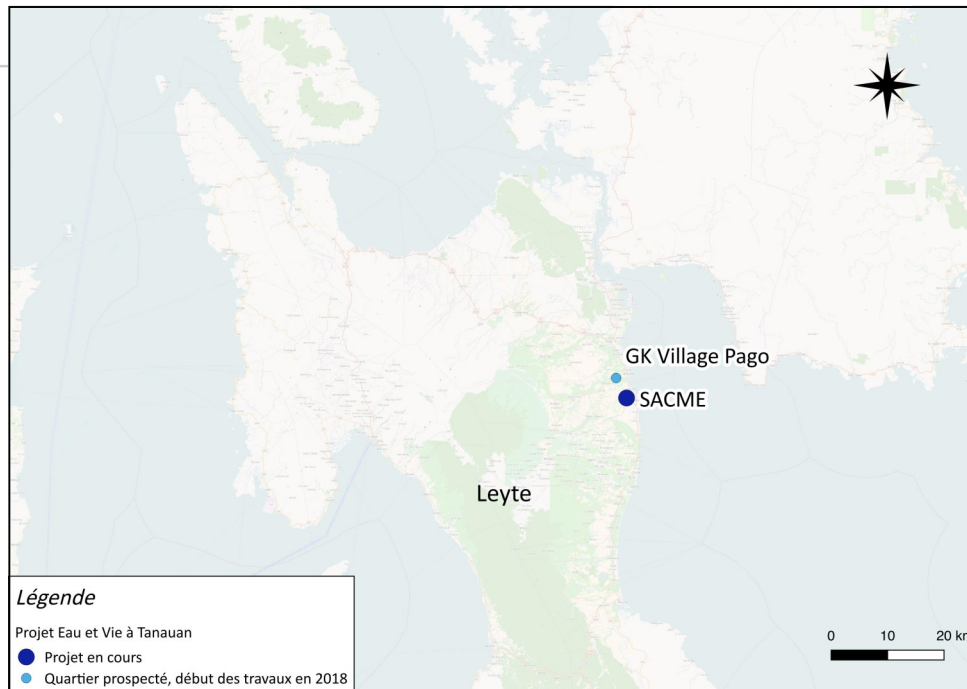 GK Village Pago
SACME
Leyte
Légende
Projet Eau et Vie à Tanauan
Projet en cours
Quartier prospecté, début des travaux en 2018
0 10 20 km